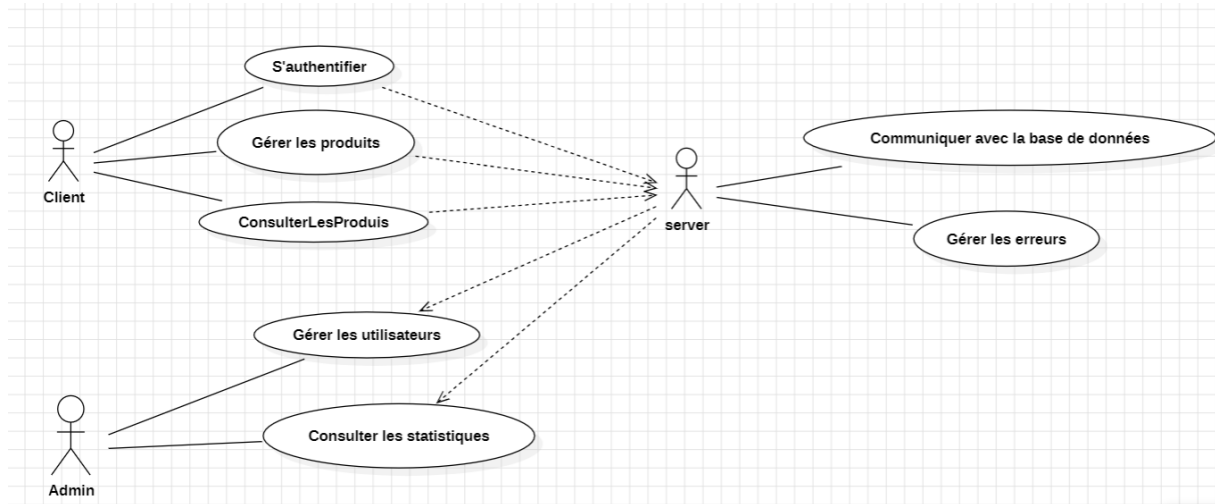 S'authentifier
Gérer les produits
Client
ConsulterLesProduis
server
Communiquer avec la base de données
Gérer les erreurs
Gérer les utilisateurs
Consulter les statistiques
Admin